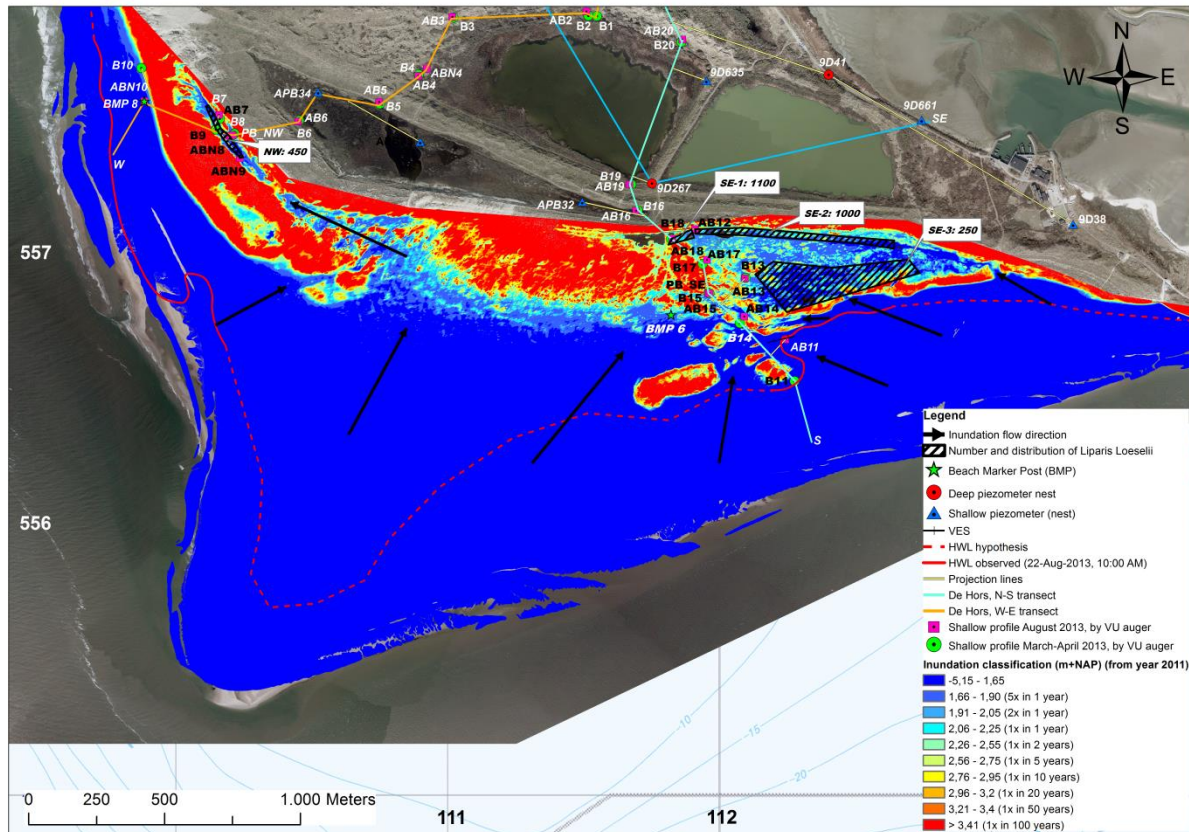 AB3
B3
AB2
B2
B1
AB20
B20
9D41
N
W
E
S
B10
ABN10
BMP 8
B4
ABN4
AB4
9D635
APB34
AB5
B5
B7
AB7
B8
PB_NW
AB6
B6
B9
ABN8
NW: 450
ABN9
W
A
9D661
SE
B19
AB19
9D267
SE-1: 1100
APB32
B16
AB16
9D38
B18
AB12
SE-2: 1000
SE-3: 250
557
AB18
AB17
B17
B13
PB_SE
AB13
B15
AB15
AB14
BMP 6
B14
AB11
B11
S
556
Legend
Inundation flow direction
Number and distribution of Liparis Loeselii
Beach Marker Post (BMP)
Deep piezometer nest
Shallow piezometer (nest)
VES
HWL hypothesis
HWL observed (22-Aug-2013, 10:00 AM)
Projection lines
De Hors, N-S transect
De Hors, W-E transect
Shallow profile August 2013, by VU auger
Shallow profile March-April 2013, by VU auger
Inundation classification (m+NAP) (from year 2011)
-5,15 - 1,65
1,66 - 1,90 (5x in 1 year)
1,91 - 2,05 (2x in 1 year)
2,06 - 2,25 (1x in 1 year)
2,26 - 2,55 (1x in 2 years)
2,56 - 2,75 (1x in 5 years)
2,76 - 2,95 (1x in 10 years)
2,96 - 3,2 (1x in 20 years)
3,21 - 3,4 (1x in 50 years)
> 3,41 (1x in 100 years)
-10
-15
-20
0 250 500 1.000 Meters
111
112